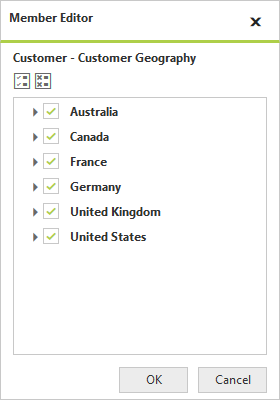 Member Editor
Customer - Customer Geography
Australia
Canada
France
Germany
United Kingdom
United States
OK
Cancel